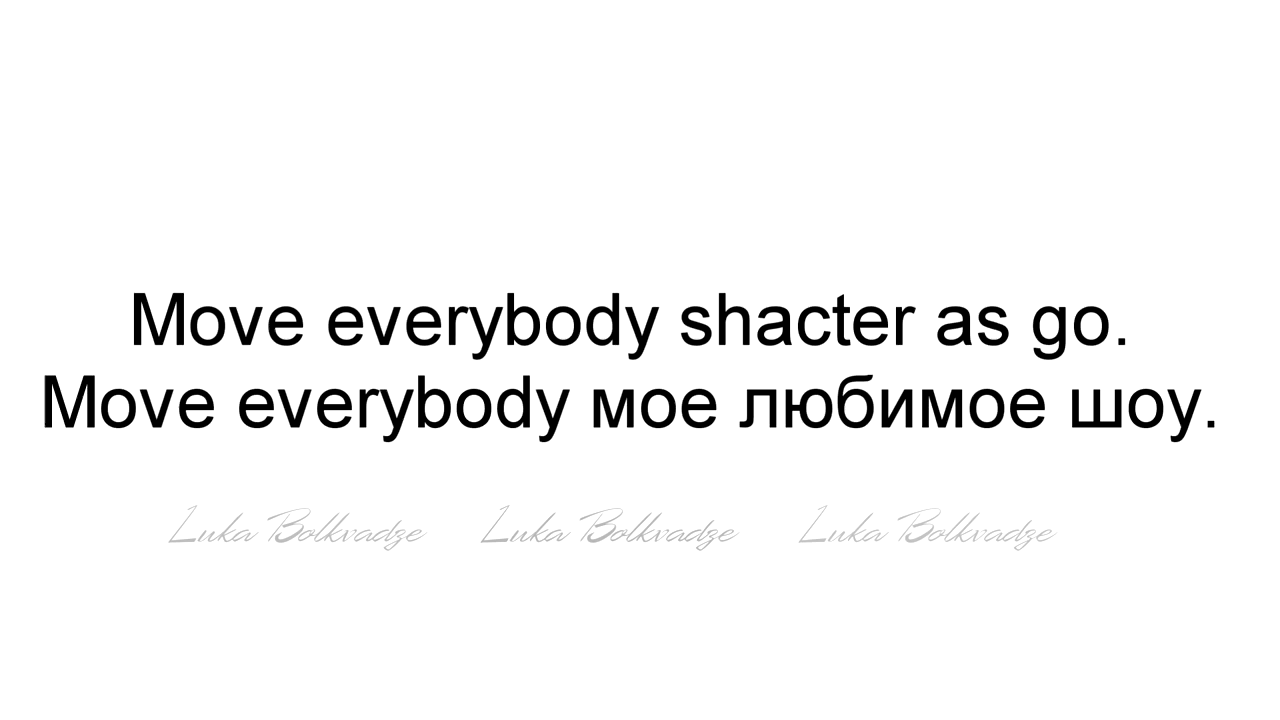 Move everybody shacter as go.
Move everybody мое любимое шоу.
Luka Bolkvadze Luka Bolkvadze Luka Bolkvadze